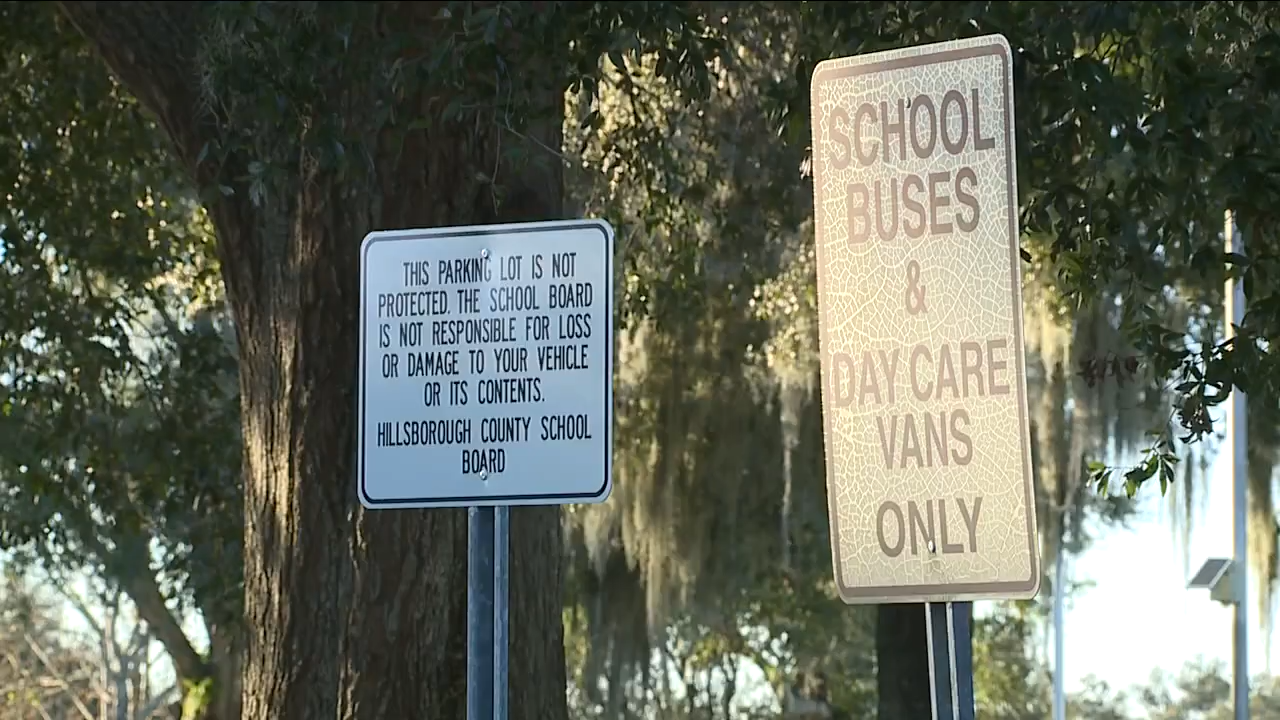 THIS PARKING LOT IS NOT
PROTECTED. THE SCHOOL BOARD
IS NOT RESPONSIBLE FOR LOSS
OR DAMAGE TO YOUR VEHICLE
OR ITS CONTENTS.
HILLSBOROUGH COUNTY SCHOOL
BOARD
SCHOOL
BUSES
&
DAY CARE
VANS
ONLY